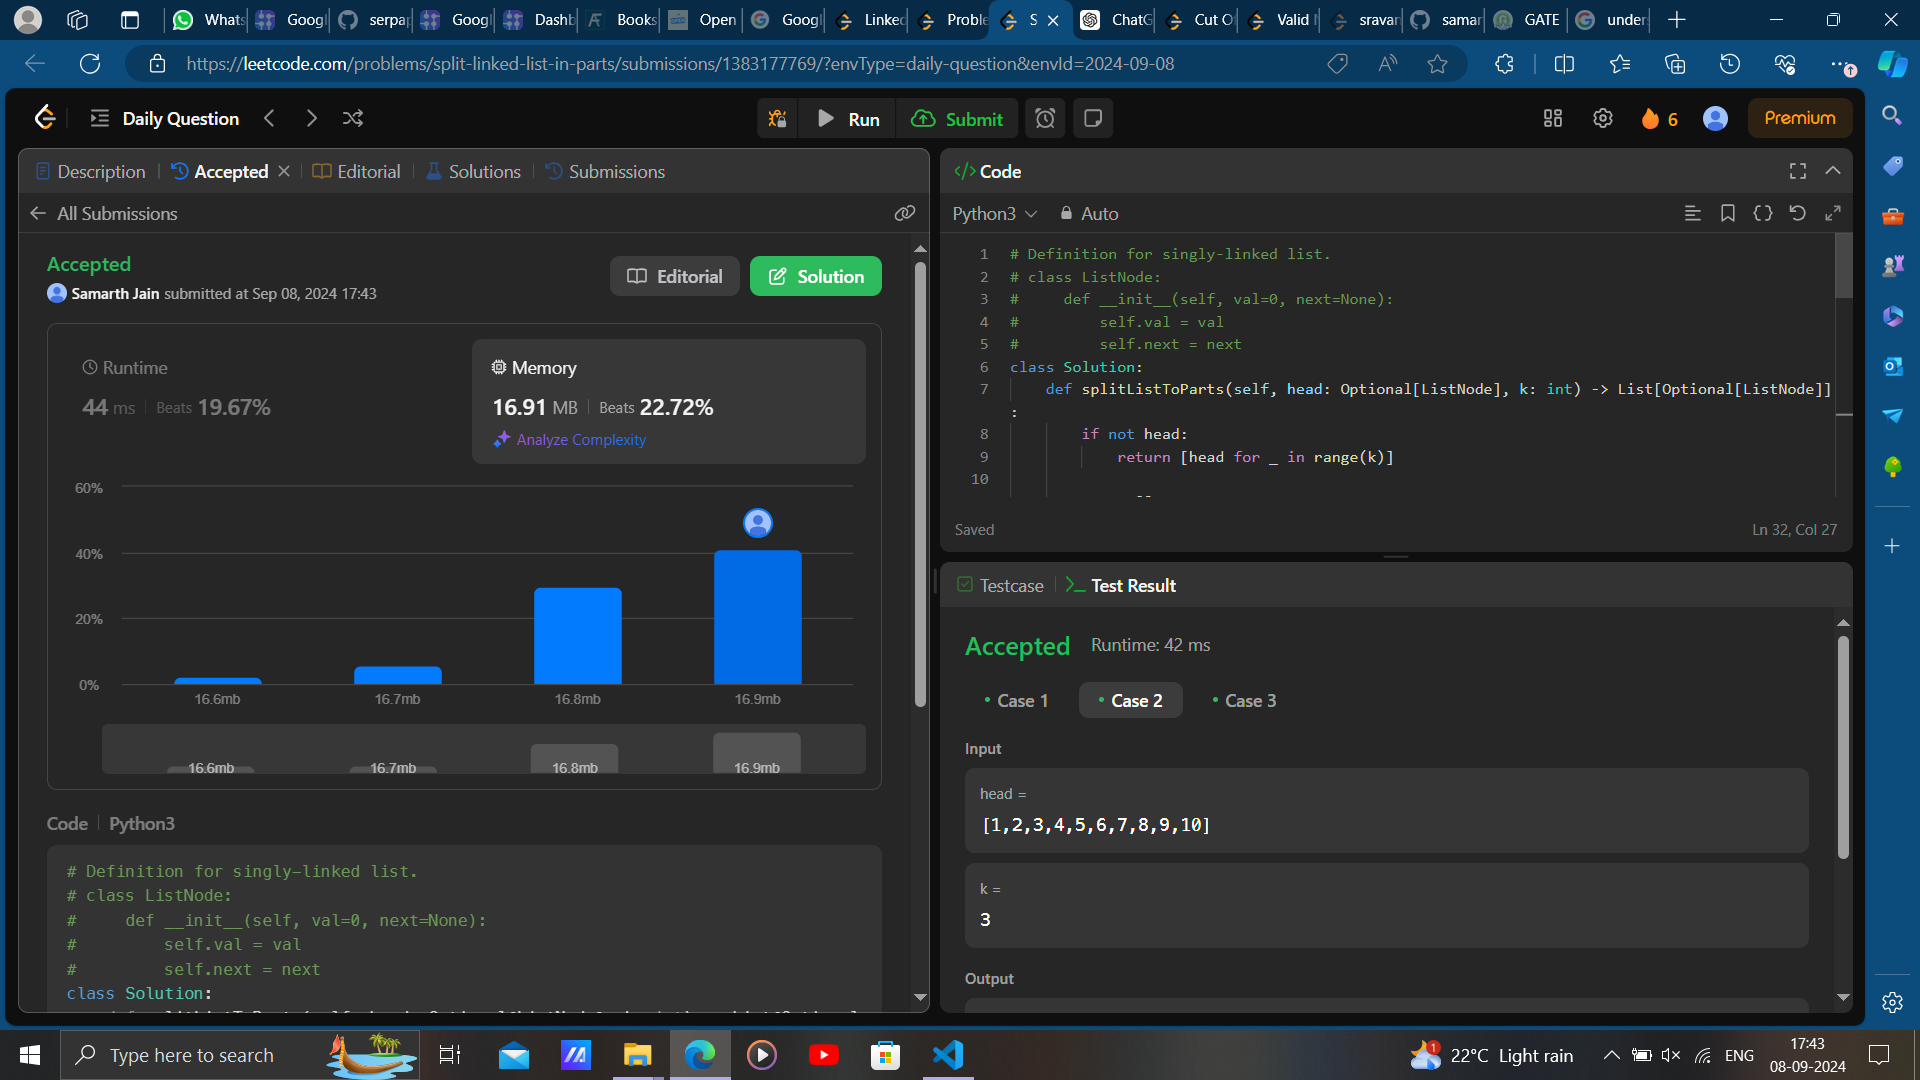 Whats
Googl
serpap
Googl
Dashb
Books
Open
Googl
Linked
Proble
S
ChatG
Cut O
Valid
sravan
samar
GATE
under
https://leetcode.com/problems/split-linked-list-in-parts/submissions/1383177769/?envType=daily-question&envId=2024-09-08
Daily Question
Run
Submit
6
Premium
Description
Accepted
Editorial
Solutions
Submissions
All Submissions
Accepted
Samarth Jain submitted at Sep 08, 2024 17:43
Editorial
Solution
Runtime
44 ms Beats 19.67%
Memory
16.91 MB Beats 22.72%
Analyze Complexity
60%
40%
20%
0%
16.6mb 16.7mb 16.8mb 16.9mb
16.6mb 16.7mb 16.8mb 16.9mb
Code Python3
# Definition for singly-linked list.
# class ListNode:
#     def __init__(self, val=0, next=None):
#         self.val = val
#         self.next = next
class Solution:
</> Code
Python3 Auto
1 # Definition for singly-linked list.
2 # class ListNode:
3 #     def __init__(self, val=0, next=None):
4 #         self.val = val
5 #         self.next = next
6 class Solution:
7     def splitListToParts(self, head: Optional[ListNode], k: int) -> List[Optional[ListNode]]
:
8         if not head:
9             return [head for _ in range(k)]
10
Saved Ln 32, Col 27
Testcase
Test Result
Accepted Runtime: 42 ms
Case 1 Case 2 Case 3
Input
head =
[1,2,3,4,5,6,7,8,9,10]
k =
3
Output
Type here to search
1
22°C Light rain
ENG
17:43
08-09-2024